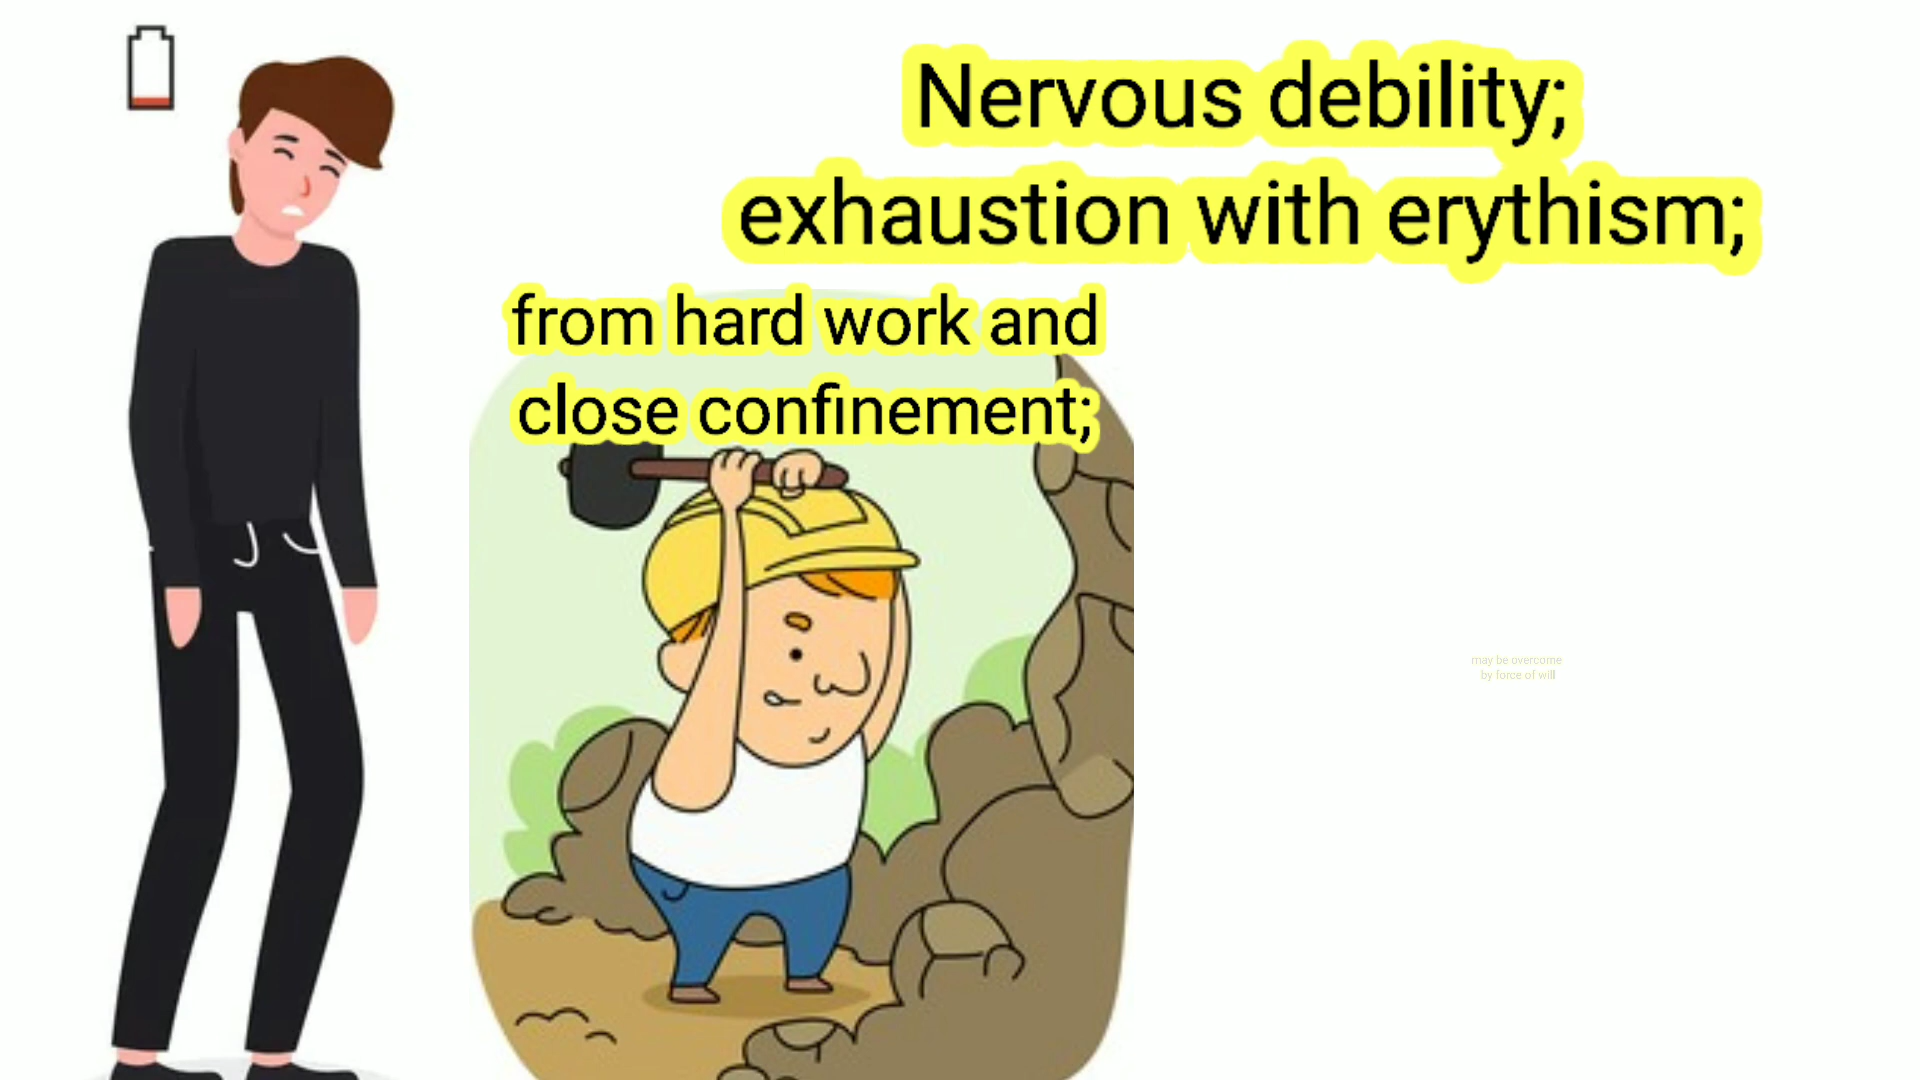 Nervous debility;
exhaustion with erythism;
from hard work and
close confinement;
may be overcome
by force of will